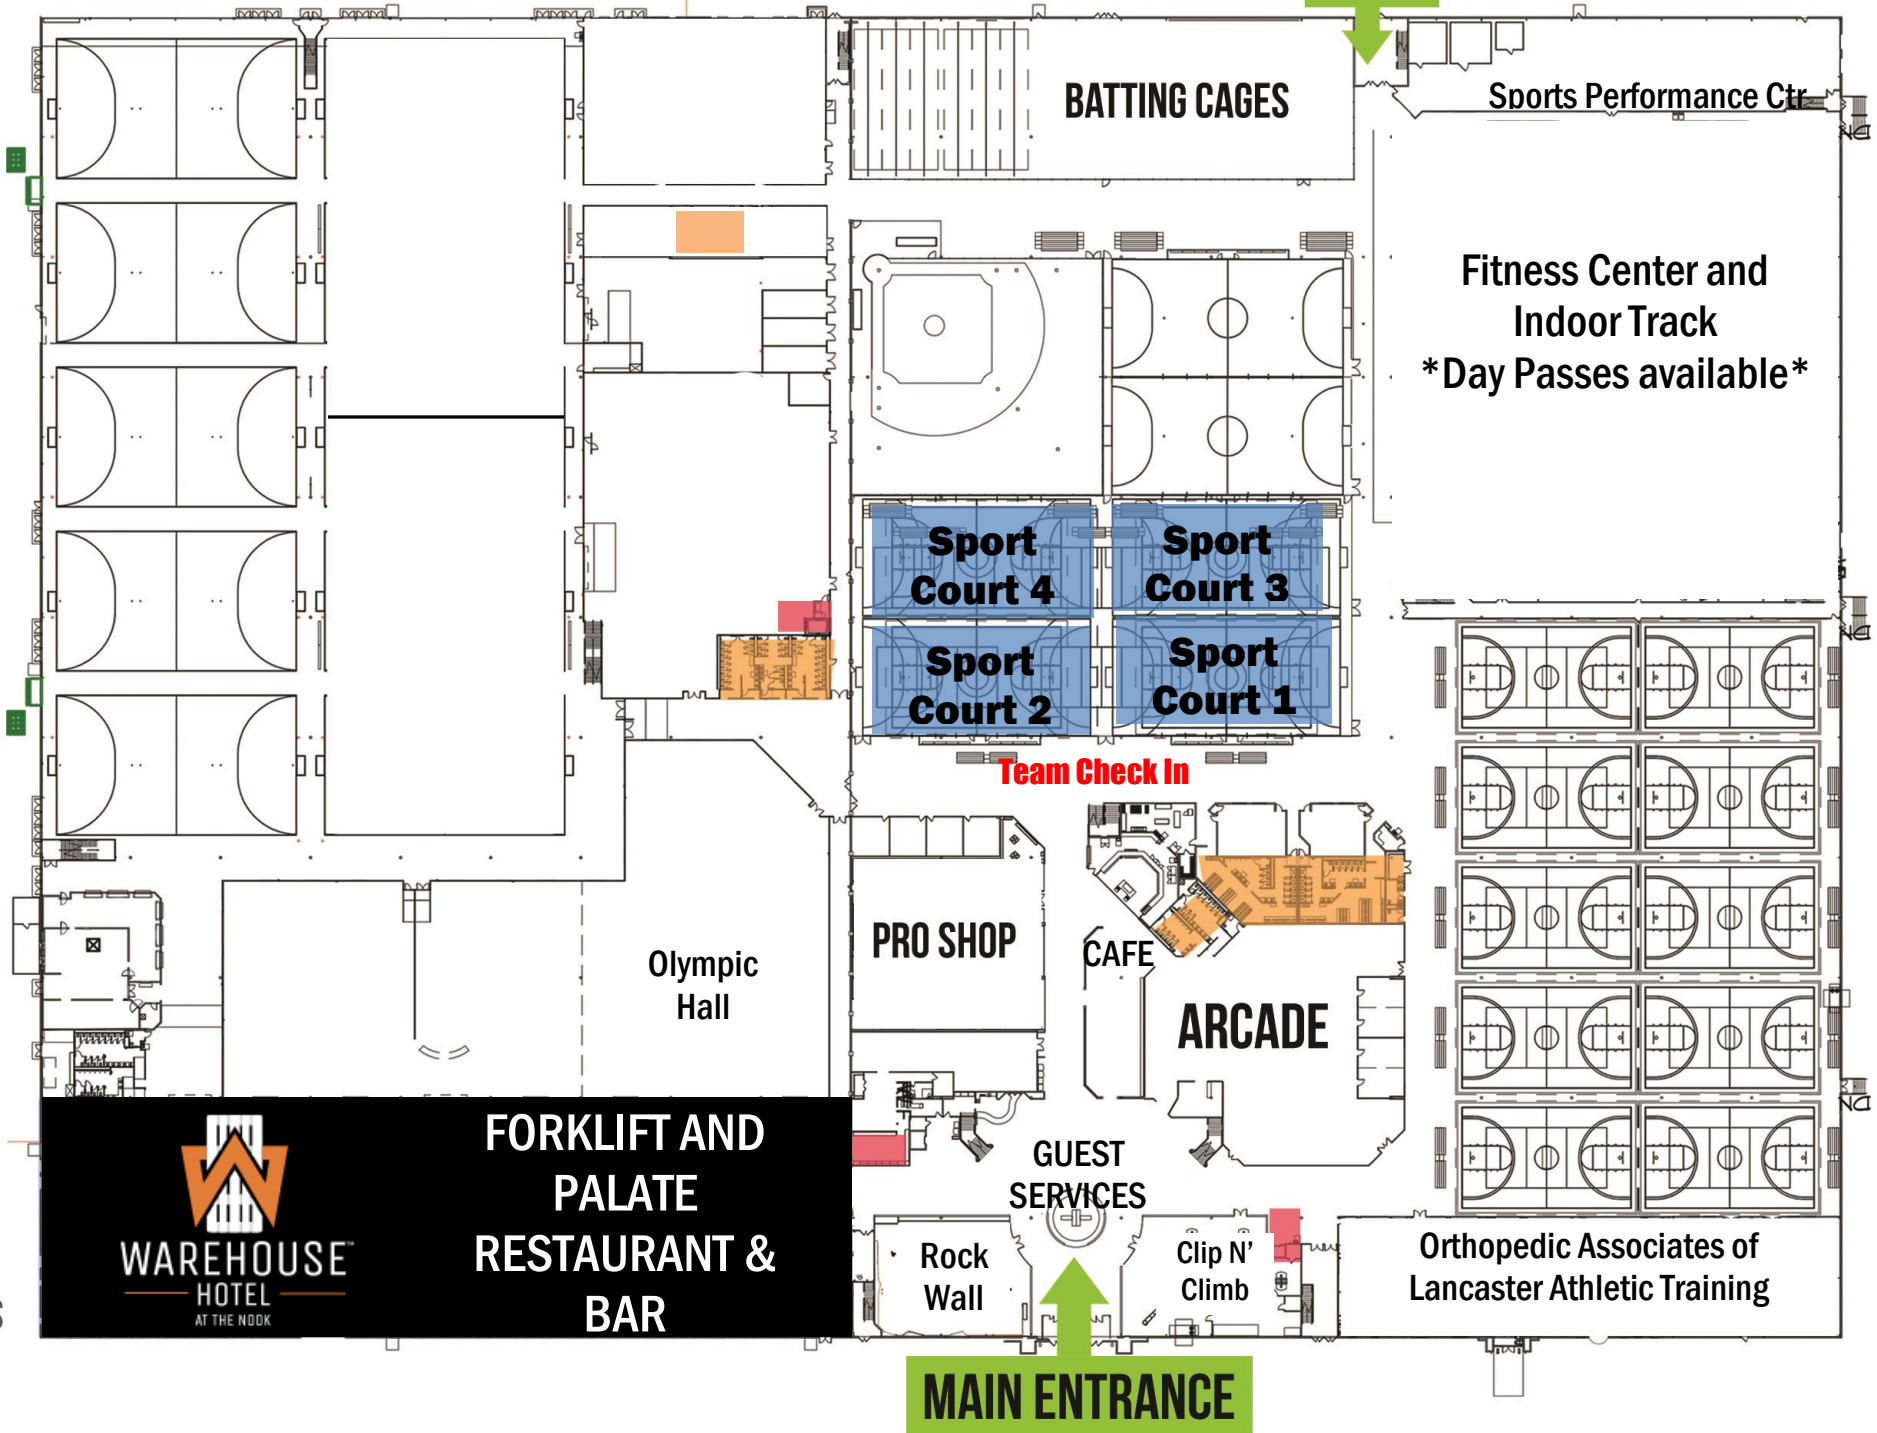 BATTING CAGES
Sports Performance Ctr
Fitness Center and
Indoor Track
*Day Passes available*
Sport
Court 4
Sport
Court 3
Sport
Court 2
Sport
Court 1
Team Check In
PRO SHOP
CAFE
Olympic
Hall
ARCADE
GUEST
SERVICES
FORKLIFT AND
PALATE
RESTAURANT &
BAR
WAREHOUSE™
HOTEL
AT THE NOOK
Rock
Wall
Clip N’
Climb
Orthopedic Associates of
Lancaster Athletic Training
MAIN ENTRANCE